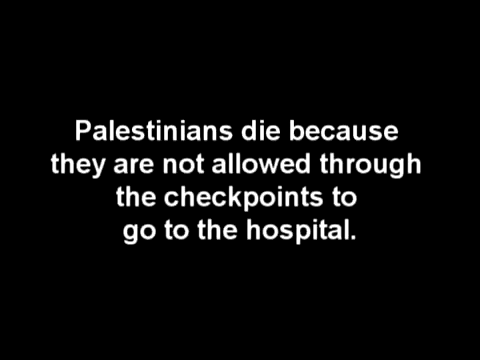 Palestinians die because
they are not allowed through
the checkpoints to
go to the hospital.